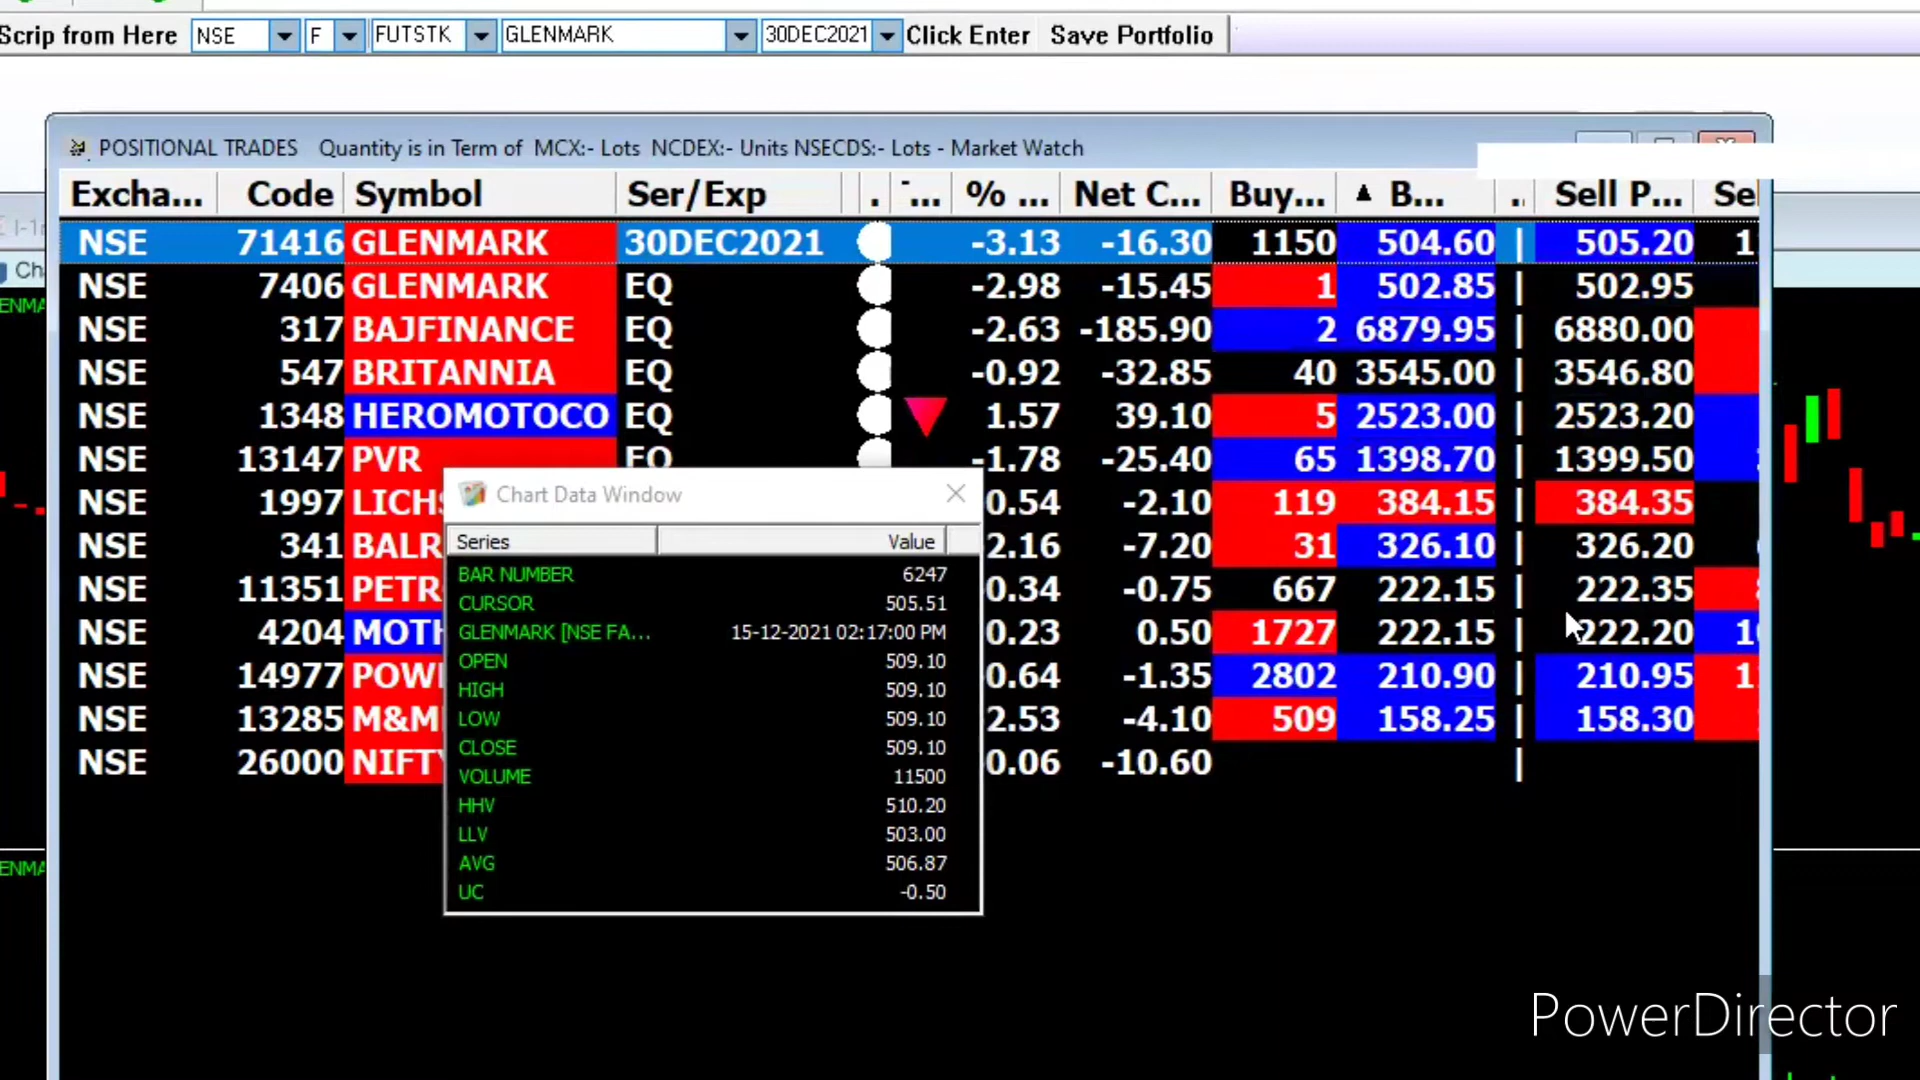 Scrip from Here NSE F FUTSTK GLENMARK 30DEC2021 Click Enter Save Portfolio
POSITIONAL TRADES Quantity is in Term of MCX:- Lots NCDEX:- Units NSECDS:- Lots - Market Watch
Excha... Code Symbol Ser/Exp . ... % ... Net C... Buy... B... .. Sell P... Sel
NSE 71416 GLENMARK 30DEC2021 -3.13 -16.30 1150 504.60 | 505.20 1
NSE 7406 GLENMARK EQ -2.98 -15.45 1 502.85 | 502.95
NSE 317 BAJFINANCE EQ -2.63 -185.90 2 6879.95 | 6880.00
NSE 547 BRITANNIA EQ -0.92 -32.85 40 3545.00 | 3546.80
NSE 1348 HEROMOTOCO EQ 1.57 39.10 5 2523.00 | 2523.20
NSE 13147 PVR EQ -1.78 -25.40 65 1398.70 | 1399.50
NSE 1997 LICHS 0.54 -2.10 119 384.15 | 384.35
NSE 341 BALR 2.16 -7.20 31 326.10 | 326.20
NSE 11351 PETR 0.34 -0.75 667 222.15 | 222.35
NSE 4204 MOTH 0.23 0.50 1727 222.15 | 222.20 1
NSE 14977 POW 0.64 -1.35 2802 210.90 | 210.95 1
NSE 13285 M&M 2.53 -4.10 509 158.25 | 158.30
NSE 26000 NIFTY 0.06 -10.60 |
Chart Data Window
Series Value
BAR NUMBER 6247
CURSOR 505.51
GLENMARK [NSE FA... 15-12-2021 02:17:00 PM
OPEN 509.10
HIGH 509.10
LOW 509.10
CLOSE 509.10
VOLUME 11500
HHV 510.20
LLV 503.00
AVG 506.87
UC -0.50
I-1
Ch
ENMA
ENMA
PowerDirector